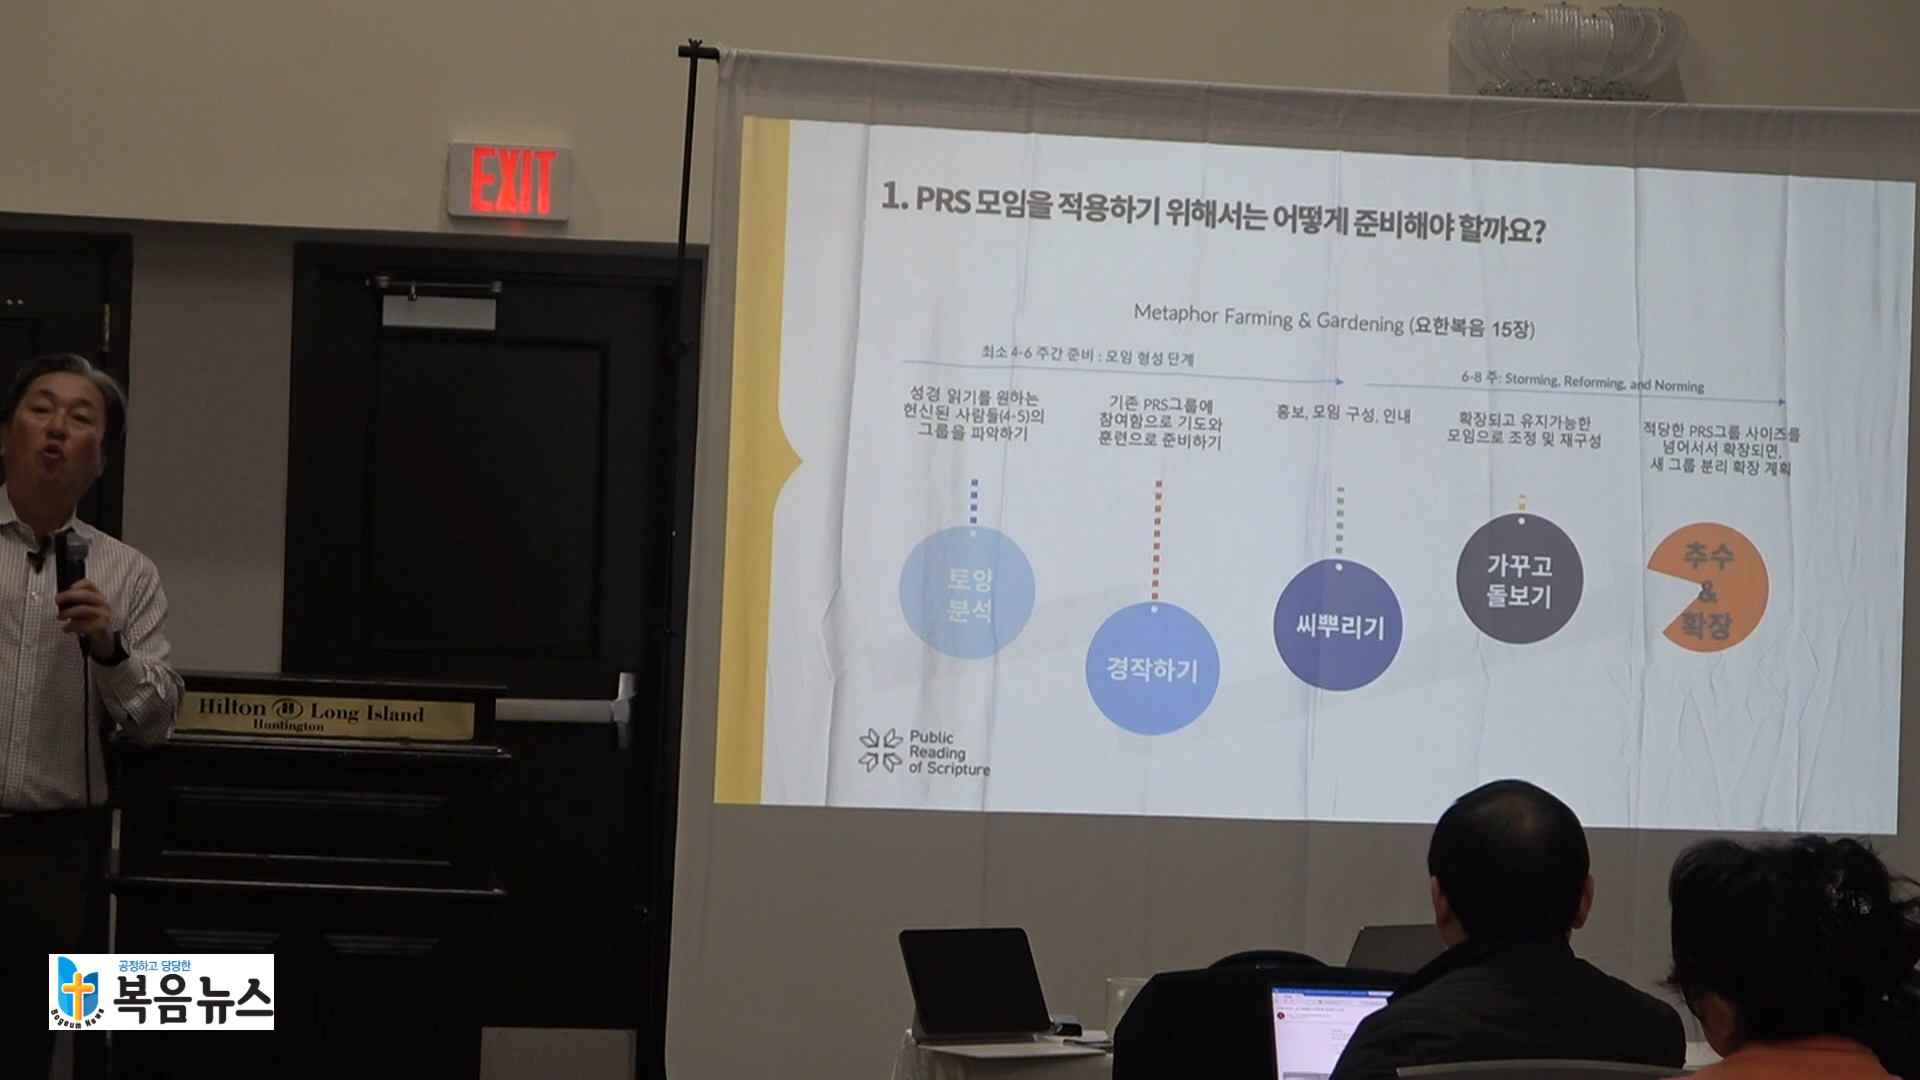 EXIT
1. PRS 모임을 적용하기 위해서는 어떻게 준비해야 할까요?
Metaphor Farming & Gardening (요한복음 15장)
최소 4-6 주간 준비 : 모임 형성 단계
6-8 주: Storming, Reforming, and Norming
성경 읽기를 원하는
헌신된 사람들(4-5)의
그룹을 파악하기
기존 PRS그룹에
참여함으로 기도와
훈련으로 준비하기
홍보, 모임 구성, 인내
확장되고 유지가능한
모임으로 조정 및 재구성
적당한 PRS그룹 사이즈를
넘어서서 확장되면,
새 그룹 분리 확장 계획
토양
분석
경작하기
씨뿌리기
가꾸고
돌보기
추수
&
확장
Public
Reading
of Scripture
Hilton H Long Island
Huntington
공정하고 당당한
복음뉴스
Bogeum News